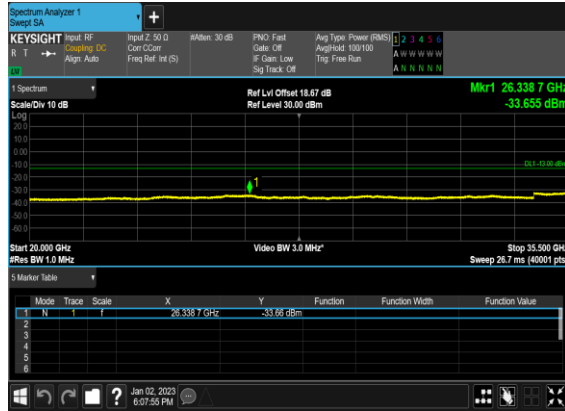 Spectrum Analyzer 1
Swept SA
+
KEYSIGHT Input: RF Input Z: 50 Ω #Atten: 30 dB PNO: Fast Avg Type: Power (RMS) 1 2 3 4 5 6
R T Coupling: DC Corr CCorr Gate: Off Avg|Hold: 100/100 A W W W W W
Align: Auto Freq Ref: Int (S) IF Gain: Low Trig: Free Run
LXI Sig Track: Off A N N N N N
1 Spectrum Ref Lvl Offset 18.67 dB Mkr1 26.338 7 GHz
Scale/Div 10 dB Ref Level 30.00 dBm -33.655 dBm
Log
20.0
10.0
0.00
-10.0 DL1 -13.00 dBm
-20.0
-30.0 1
-40.0
-50.0
-60.0
Start 20.000 GHz Video BW 3.0 MHz* Stop 35.500 GHz
#Res BW 1.0 MHz Sweep 26.7 ms (40001 pts)
5 Marker Table
Mode Trace Scale X Y Function Function Width Function Value
1 N 1 f 26.338 7 GHz -33.66 dBm
2
3
4
5
6
? Jan 02, 2023
6:07:55 PM